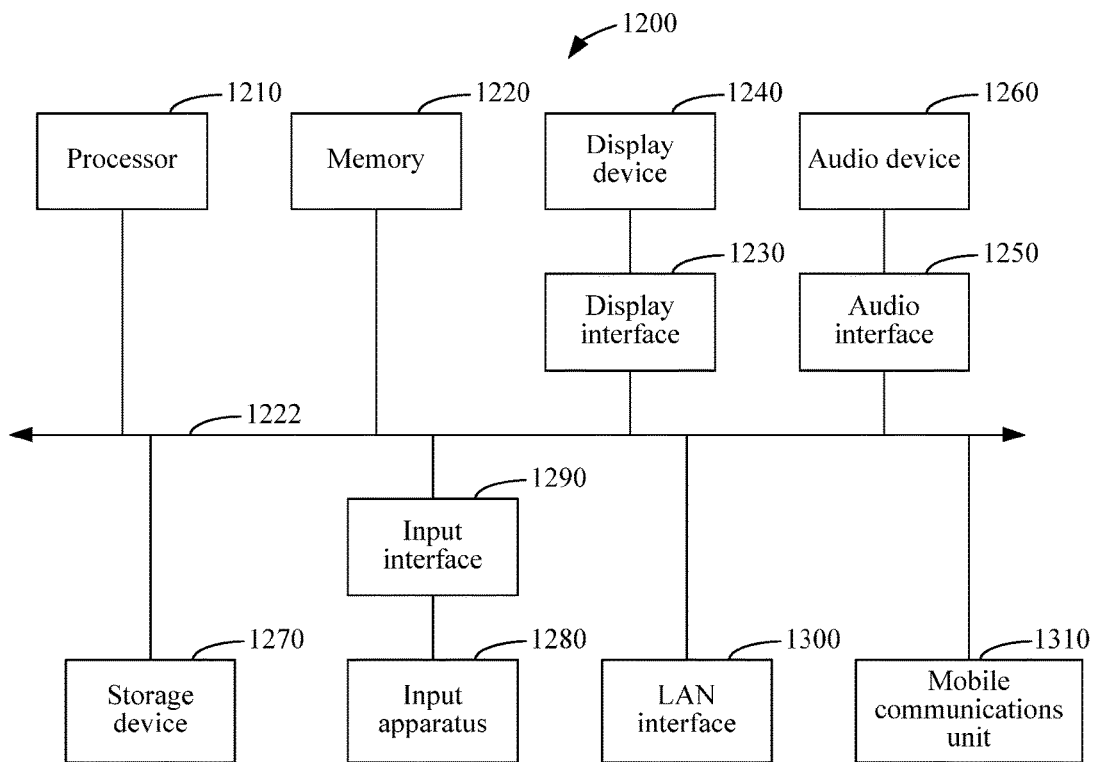 1200
1210
1220
1240
1260
Processor
Memory
Display
device
Audio device
1230
1250
Display
interface
Audio
interface
1222
1290
Input
interface
1270
1280
1300
1310
Storage
device
Input
apparatus
LAN
interface
Mobile
communications
unit